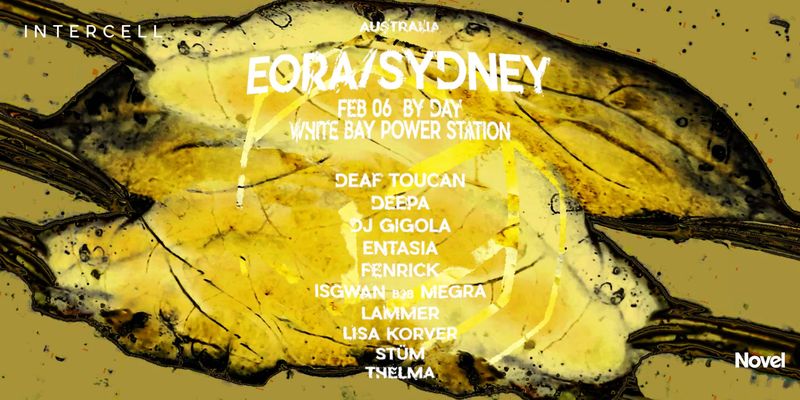 INTERCELL
AUSTRALIA
EORA/SYDNEY
FEB 06 BY DAY
WHITE BAY POWER STATION
DEAF TOUCAN
DEEPA
DJ GIGOLA
ENTASIA
FENRICK
ISGWAN B2B MEGRA
LAMMER
LISA KORVER
STÜM
THELMA
Novel